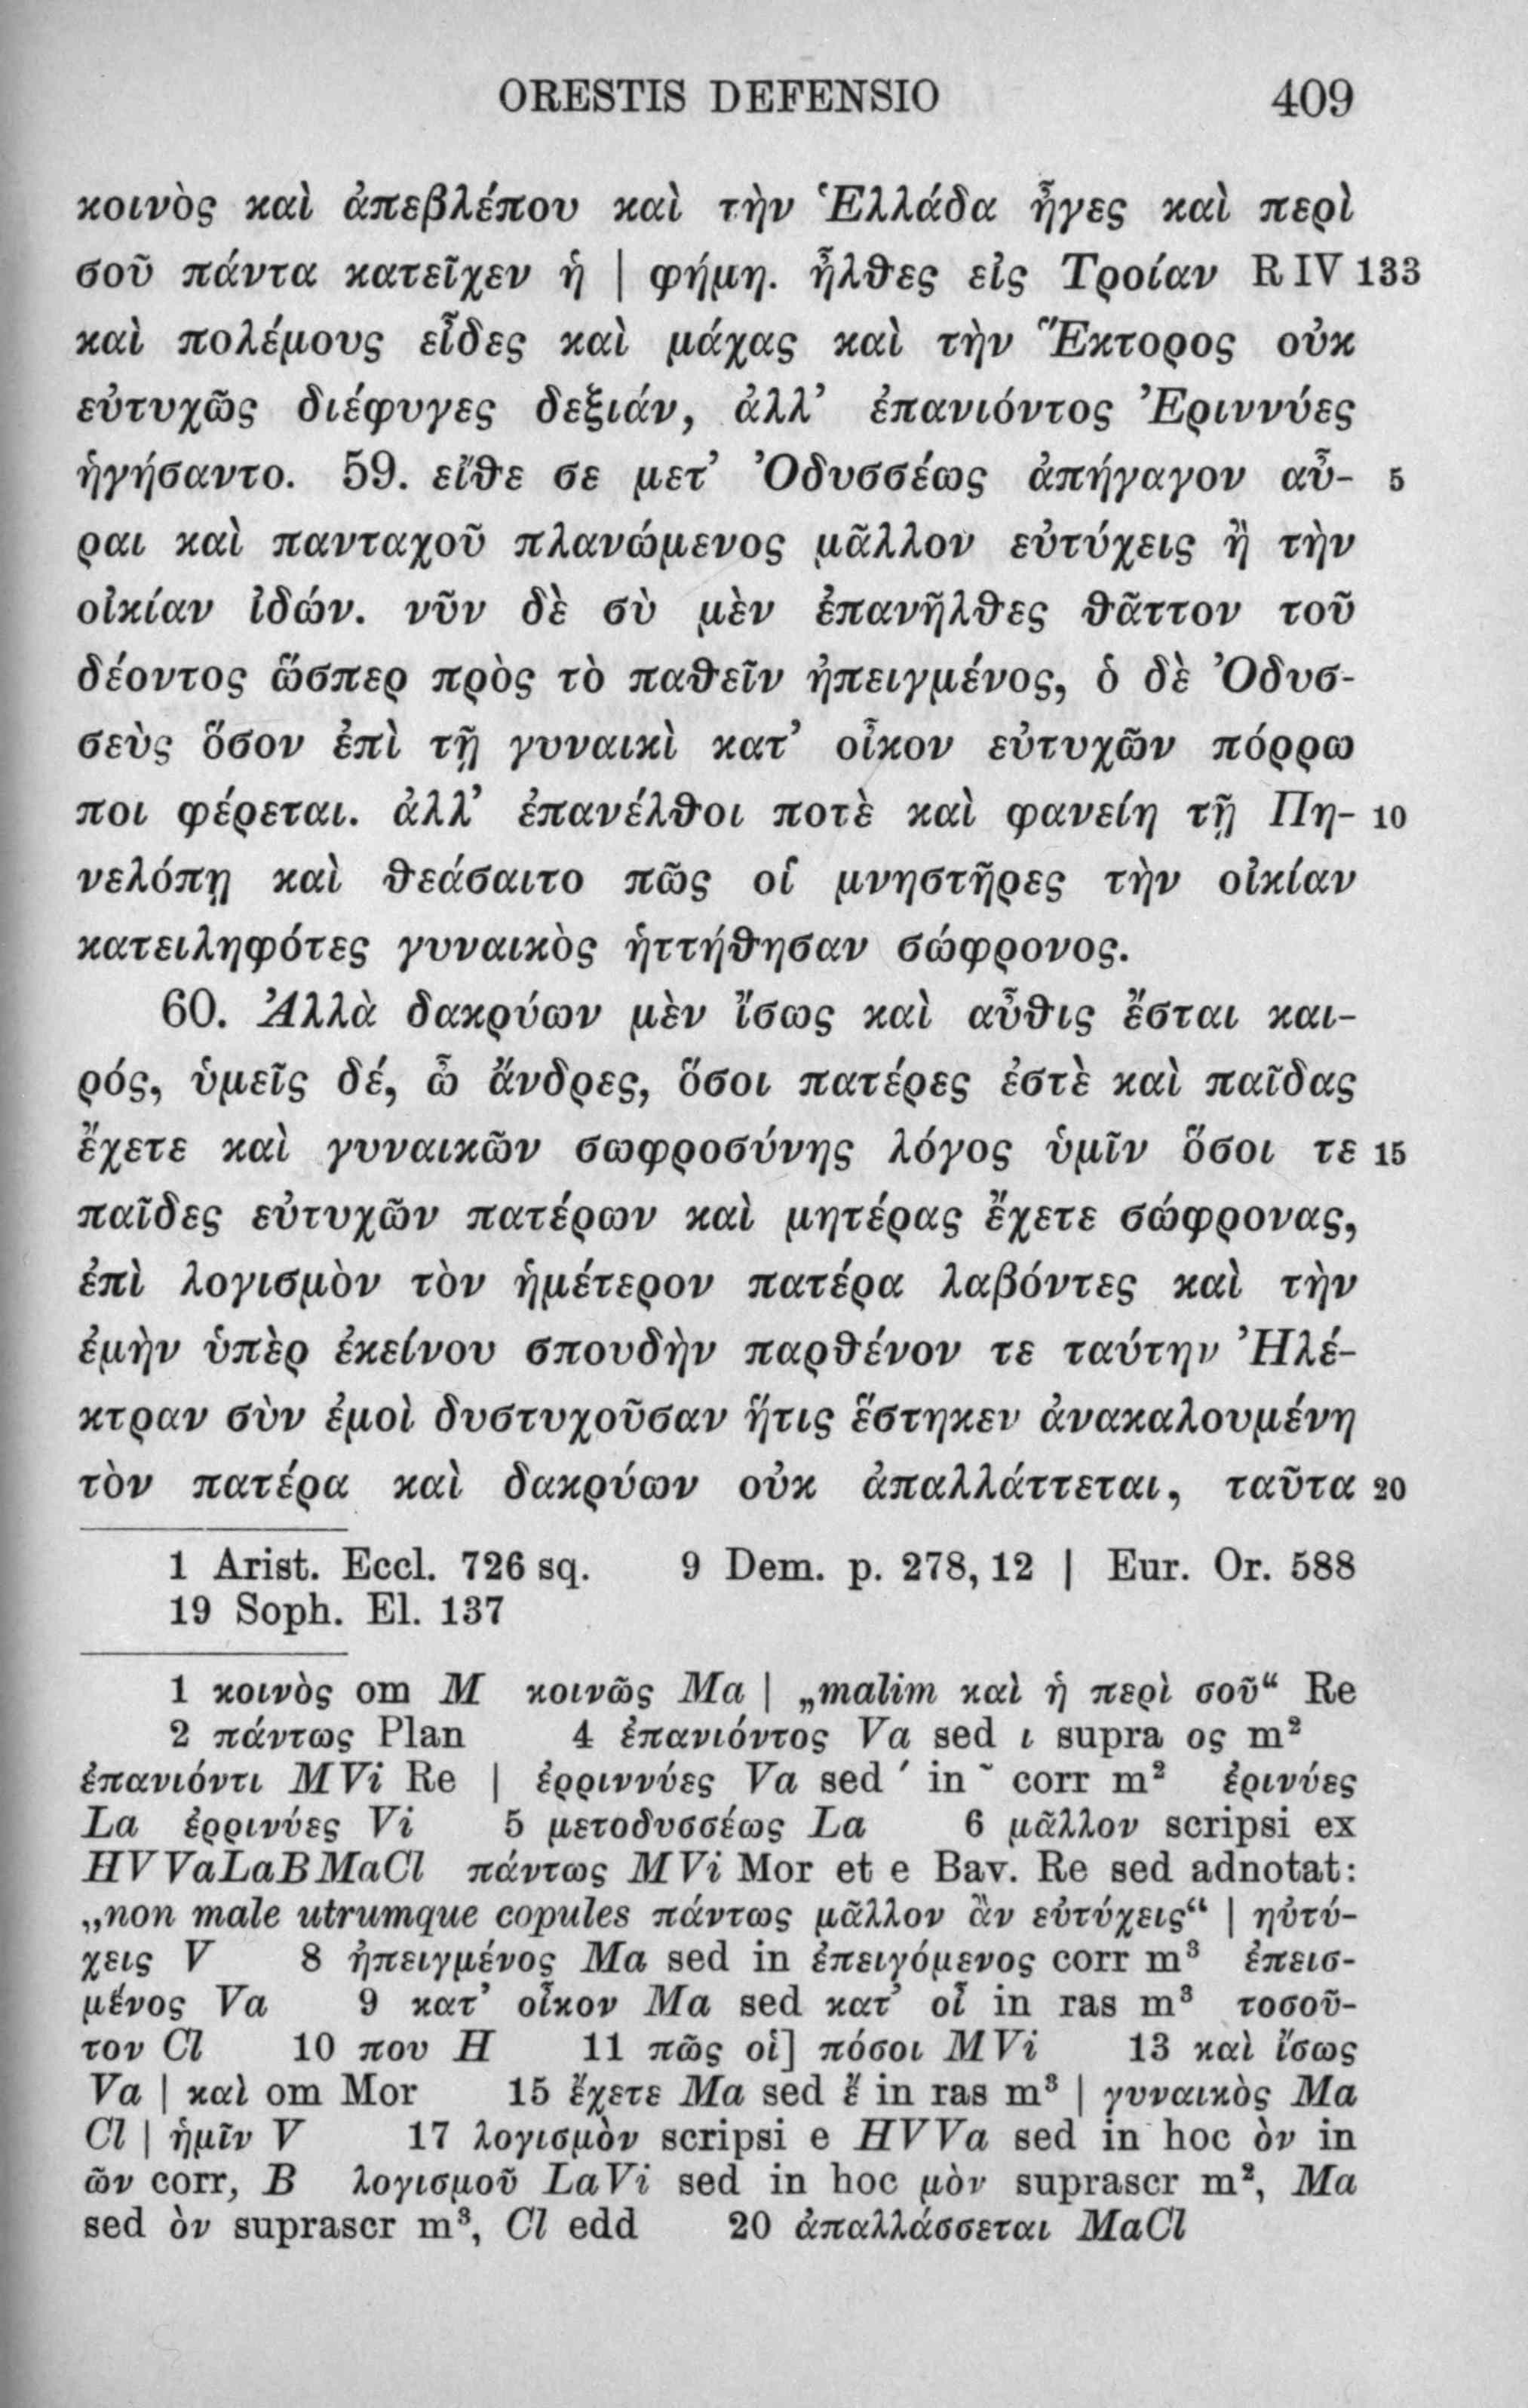 ORESTIS DEFENSIO 409
κοινὸς καὶ ἀπεβλέπου καὶ τὴν Ἑλλάδα ἦγες καὶ περὶ
σοῦ πάντα κατεῖχεν ἡ | φήμη. ἦλθες εἰς Τροίαν R IV 133
καὶ πολέμους εἶδες καὶ μάχας καὶ τὴν Ἕκτορος οὐκ
εὐτυχῶς διέφυγες δεξιάν, ἀλλ’ ἐπανιόντος Ἐριννύες
ἡγήσαντο. 59. εἴθε σε μετ’ Ὀδυσσέως ἀπήγαγον αὖ- 5
ραι καὶ πανταχοῦ πλανώμενος μᾶλλον εὐτύχεις ἢ τὴν
οἰκίαν ἰδών. νῦν δὲ σὺ μὲν ἐπανῆλθες θᾶττον τοῦ
δέοντος ὥσπερ πρὸς τὸ παθεῖν ἠπειγμένος, ὁ δὲ Ὀδυσ-
σεὺς ὅσον ἐπὶ τῇ γυναικὶ κατ’ οἶκον εὐτυχῶν πόρρω
ποι φέρεται. ἀλλ’ ἐπανέλθοι ποτὲ καὶ φανείη τῇ Πη- 10
νελόπῃ καὶ θεάσαιτο πῶς οἱ μνηστῆρες τὴν οἰκίαν
κατειληφότες γυναικὸς ἡττήθησαν σώφρονος.
60. Ἀλλὰ δακρύων μὲν ἴσως καὶ αὖθις ἔσται και-
ρός, ὑμεῖς δέ, ὦ ἄνδρες, ὅσοι πατέρες ἐστὲ καὶ παῖδας
ἔχετε καὶ γυναικῶν σωφροσύνης λόγος ὑμῖν ὅσοι τε 15
παῖδες εὐτυχῶν πατέρων καὶ μητέρας ἔχετε σώφρονας,
ἐπὶ λογισμὸν τὸν ἡμέτερον πατέρα λαβόντες καὶ τὴν
ἐμὴν ὑπὲρ ἐκείνου σπουδὴν παρθένον τε ταύτην Ἠλέ-
κτραν σὺν ἐμοὶ δυστυχοῦσαν ἥτις ἕστηκεν ἀνακαλουμένη
τὸν πατέρα καὶ δακρύων οὐκ ἀπαλλάττεται, ταῦτα 20
1 Arist. Eccl. 726 sq. 9 Dem. p. 278, 12 | Eur. Or. 588
19 Soph. El. 137
1 κοινὸς om M κοινῶς Ma | „malim καὶ ἡ περὶ σοῦ“ Re
2 πάντως Plan 4 ἐπανιόντος Va sed ι supra ος m²
ἐπανιόντι MVi Re | ἐρριννύες Va sed ´ in ˜ corr m² ἐρινύες
La ἐρρινύες Vi 5 μετοδυσσέως La 6 μᾶλλον scripsi ex
HVVaLaBMaCl πάντως MVi Mor et e Bav. Re sed adnotat:
„non male utrumque copules πάντως μᾶλλον ἂν εὐτύχεις“ | ηὐτύ-
χεις V 8 ἠπειγμένος Ma sed in ἐπειγόμενος corr m³ ἐπεισ-
μένος Va 9 κατ’ οἶκον Ma sed κατ’ οἶ in ras m³ τοσοῦ-
τον Cl 10 που H 11 πῶς οἱ] πόσοι MVi 13 καὶ ἴσως
Va | καὶ om Mor 15 ἔχετε Ma sed ἔ in ras m³ | γυναικὸς Ma
Cl | ἡμῖν V 17 λογισμὸν scripsi e HVVa sed in hoc ὸν in
ῶν corr, B λογισμοῦ LaVi sed in hoc μὸν suprascr m², Ma
sed ὸν suprascr m³, Cl edd 20 ἀπαλλάσσεται MaCl